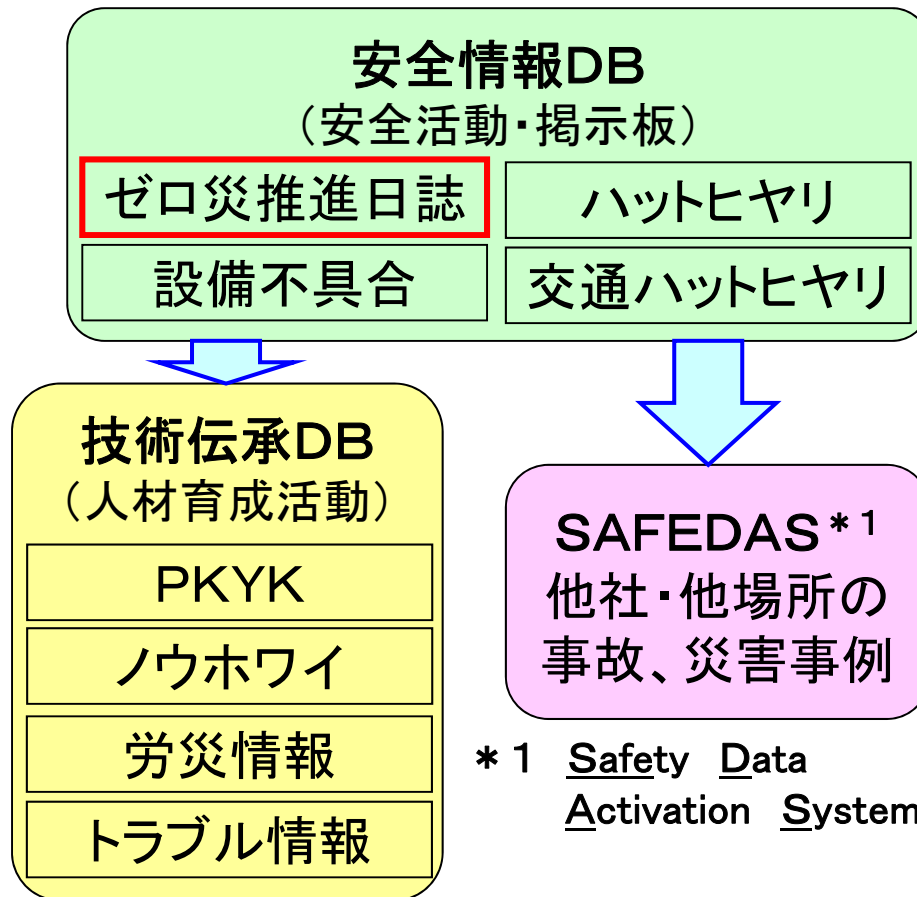 安全情報DB
（安全活動・掲示板）
ゼロ災推進日誌
ハットヒヤリ
設備不具合
交通ハットヒヤリ
技術伝承DB
（人材育成活動）
PKYK
ノウホワイ
労災情報
トラブル情報
SAFEDAS*1
他社・他場所の
事故、災害事例
*1 Safety Data
Activation System